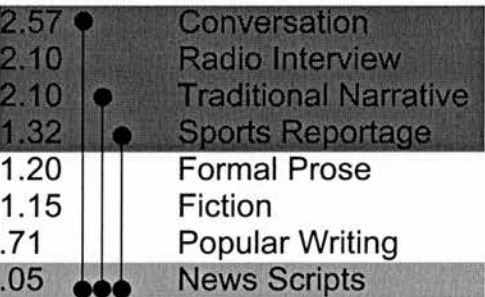 2.57 Conversation
2.10 Radio Interview
2.10 Traditional Narrative
1.32 Sports Reportage
1.20 Formal Prose
1.15 Fiction
.71 Popular Writing
.05 News Scripts